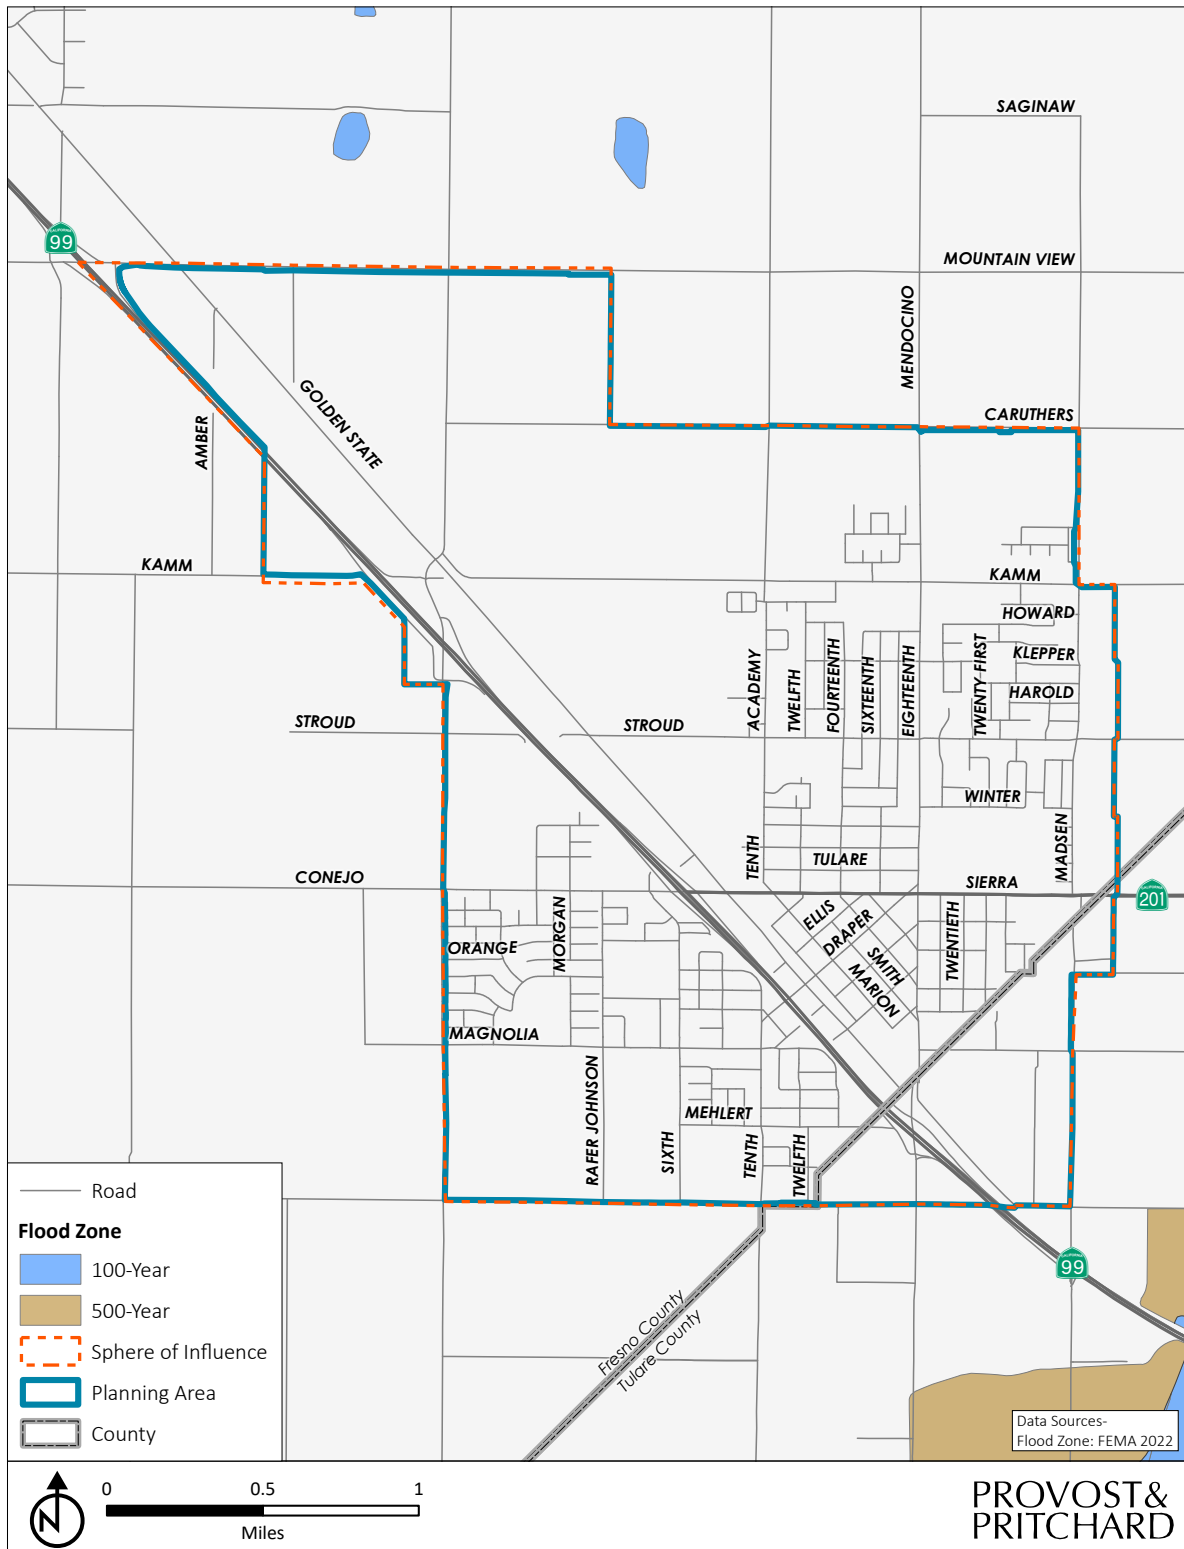 SAGINAW
CALIFORNIA
99
MOUNTAIN VIEW
MENDOCINO
GOLDEN STATE
CARUTHERS
AMBER
KAMM
KAMM
HOWARD
KLEPPER
HAROLD
ACADEMY
TWELFTH
FOURTEENTH
SIXTEENTH
EIGHTEENTH
TWENTY-FIRST
STROUD
STROUD
WINTER
MADSEN
TENTH
TULARE
CONEJO
SIERRA
CALIFORNIA
201
ELLIS
DRAPER
SMITH
MARION
TWENTIETH
MORGAN
ORANGE
MAGNOLIA
RAFER JOHNSON
SIXTH
MEHLERT
TENTH
TWELFTH
CALIFORNIA
99
Fresno County
Tulare County
Road
Flood Zone
100-Year
500-Year
Sphere of Influence
Planning Area
County
Data Sources-
Flood Zone: FEMA 2022
N
0 0.5 1
Miles
PROVOST&
PRITCHARD